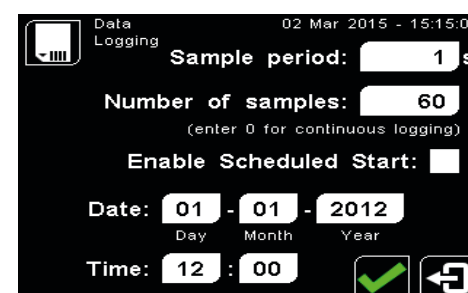 Data 02 Mar 2015 - 15:15:0
Logging
Sample period: 1 s
Number of samples: 60
(enter 0 for continuous logging)
Enable Scheduled Start:
Date: 01 - 01 - 2012
Day Month Year
Time: 12 : 00